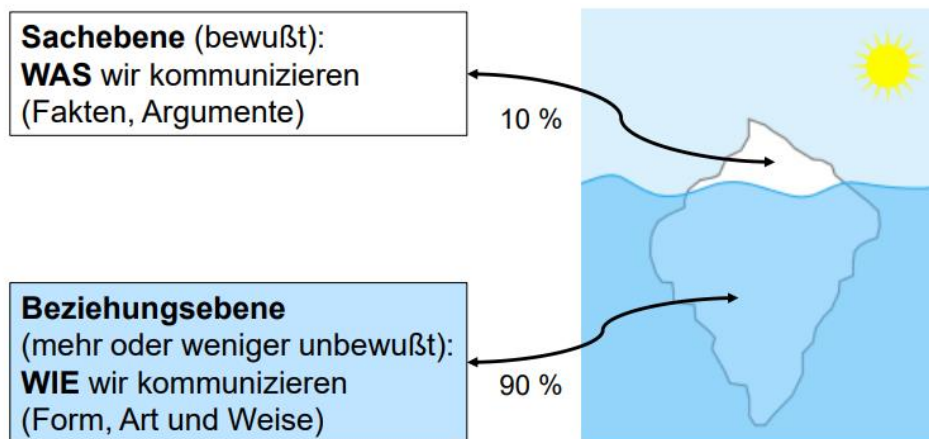 Sachebene (bewußt):
WAS wir kommunizieren
(Fakten, Argumente)
10 %
Beziehungsebene
(mehr oder weniger unbewußt):
WIE wir kommunizieren
(Form, Art und Weise)
90 %